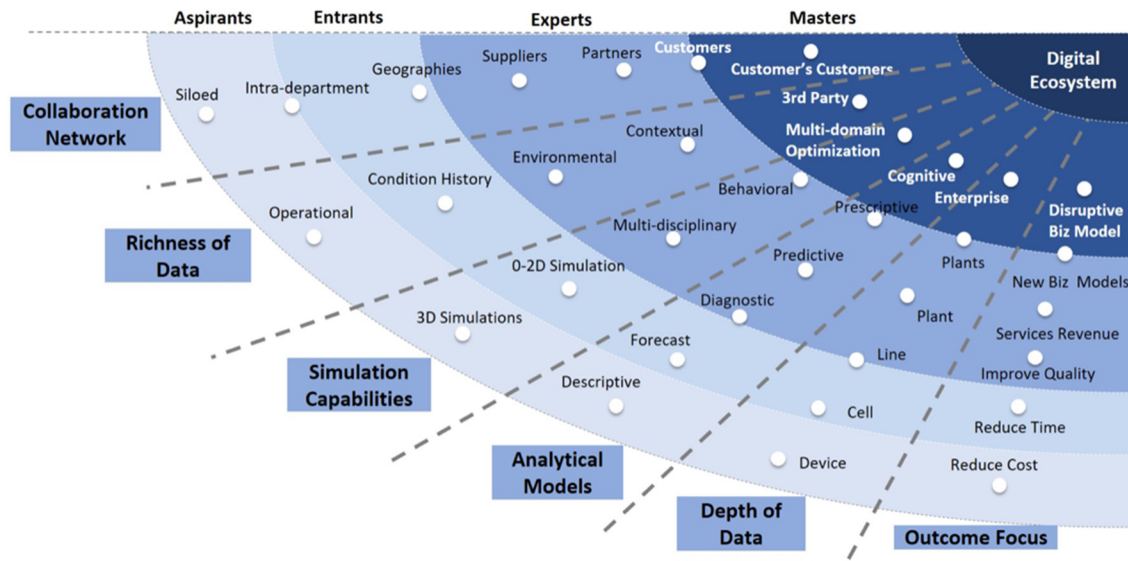 Aspirants
Entrants
Experts
Masters
Collaboration
Network
Siloed
Intra-department
Geographies
Suppliers
Partners
Customers
Customer's Customers
Digital
Ecosystem
Richness of
Data
Operational
Condition History
Environmental
Contextual
3rd Party
Simulation
Capabilities
3D Simulations
0-2D Simulation
Multi-disciplinary
Behavioral
Multi-domain
Optimization
Analytical
Models
Descriptive
Forecast
Diagnostic
Predictive
Prescriptive
Cognitive
Depth of
Data
Device
Cell
Line
Plant
Plants
Enterprise
Outcome Focus
Reduce Cost
Reduce Time
Improve Quality
Services Revenue
New Biz Models
Disruptive
Biz Model